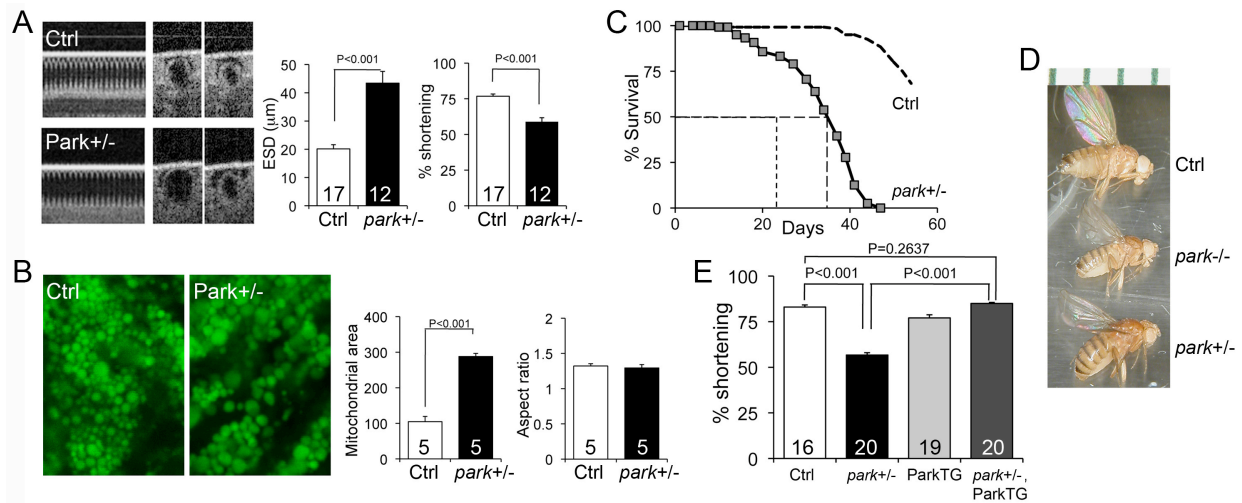 A
Ctrl
Park+/-
ESD (μm)
50
40
30
20
10
0
P<0.001
17
12
Ctrl
park+/-
% shortening
100
75
50
25
0
P<0.001
17
12
Ctrl
park+/-
B
Ctrl
Park+/-
Mitochondrial area
400
300
200
100
0
P<0.001
5
5
Ctrl
park+/-
Aspect ratio
2
1.5
1
0.5
0
5
5
Ctrl
park+/-
C
% Survival
100
75
50
25
0
Ctrl
park+/-
0
20
40
60
Days
D
Ctrl
park-/-
park+/-
E
% shortening
100
75
50
25
0
P=0.2637
P<0.001
P<0.001
16
20
19
20
Ctrl
park+/-
ParkTG
park+/-,
ParkTG